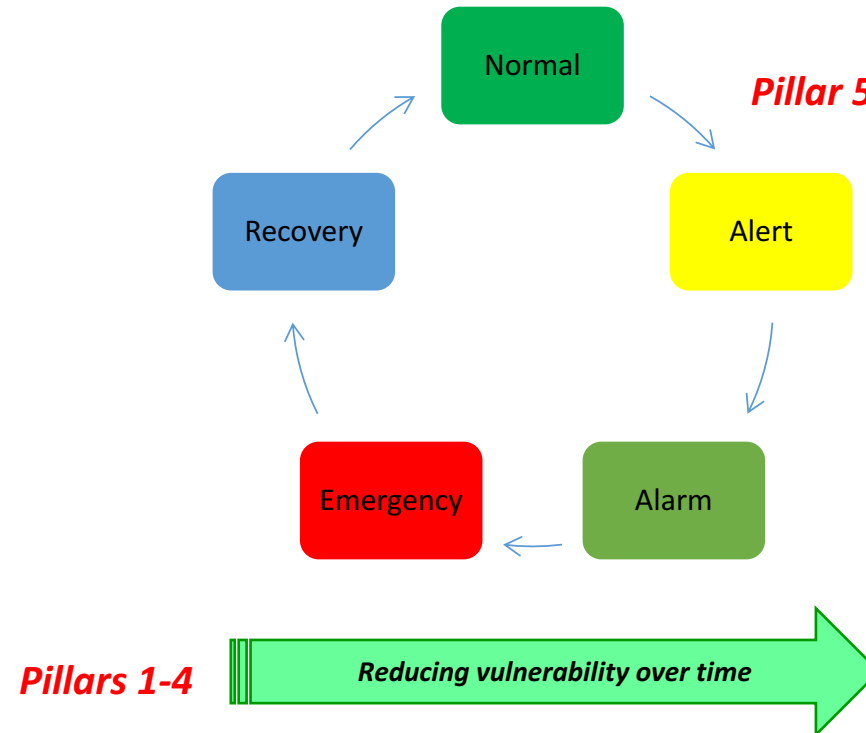 Normal
Pillar 5
Recovery
Alert
Emergency
Alarm
Pillars 1-4
Reducing vulnerability over time